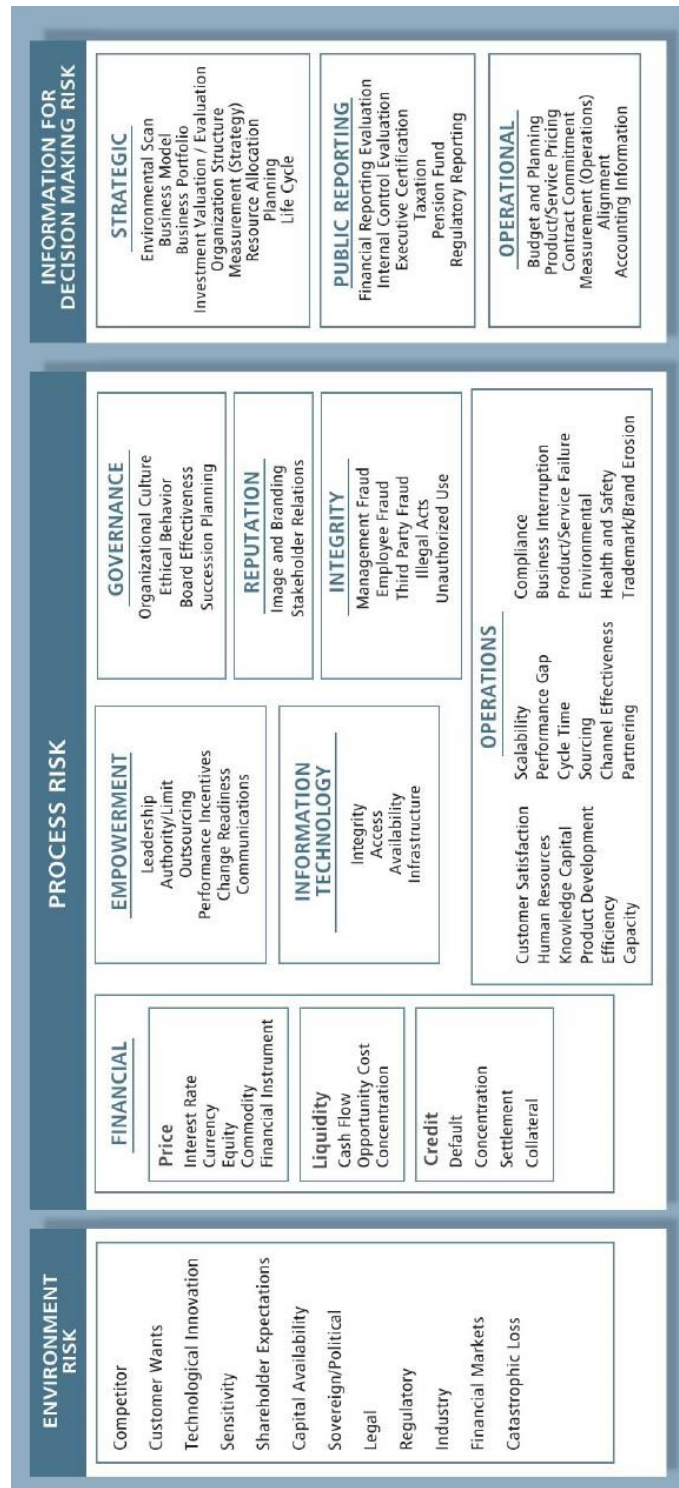 ENVIRONMENT
RISK
Competitor
Customer Wants
Technological Innovation
Sensitivity
Shareholder Expectations
Capital Availability
Sovereign/Political
Legal
Regulatory
Industry
Financial Markets
Catastrophic Loss
PROCESS RISK
FINANCIAL
Price
Interest Rate
Currency
Equity
Commodity
Financial Instrument
Liquidity
Cash Flow
Opportunity Cost
Concentration
Credit
Default
Concentration
Settlement
Collateral
EMPOWERMENT
Leadership
Authority/Limit
Outsourcing
Performance Incentives
Change Readiness
Communications
INFORMATION
TECHNOLOGY
Integrity
Access
Availability
Infrastructure
GOVERNANCE
Organizational Culture
Ethical Behavior
Board Effectiveness
Succession Planning
REPUTATION
Image and Branding
Stakeholder Relations
INTEGRITY
Management Fraud
Employee Fraud
Third Party Fraud
Illegal Acts
Unauthorized Use
OPERATIONS
Customer Satisfaction
Human Resources
Knowledge Capital
Product Development
Efficiency
Capacity
Scalability
Performance Gap
Cycle Time
Sourcing
Channel Effectiveness
Partnering
Compliance
Business Interruption
Product/Service Failure
Environmental
Health and Safety
Trademark/Brand Erosion
INFORMATION FOR
DECISION MAKING RISK
STRATEGIC
Environmental Scan
Business Model
Business Portfolio
Investment Valuation / Evaluation
Organization Structure
Measurement (Strategy)
Resource Allocation
Planning
Life Cycle
PUBLIC REPORTING
Financial Reporting Evaluation
Internal Control Evaluation
Executive Certification
Taxation
Pension Fund
Regulatory Reporting
OPERATIONAL
Budget and Planning
Product/Service Pricing
Contract Commitment
Measurement (Operations)
Alignment
Accounting Information